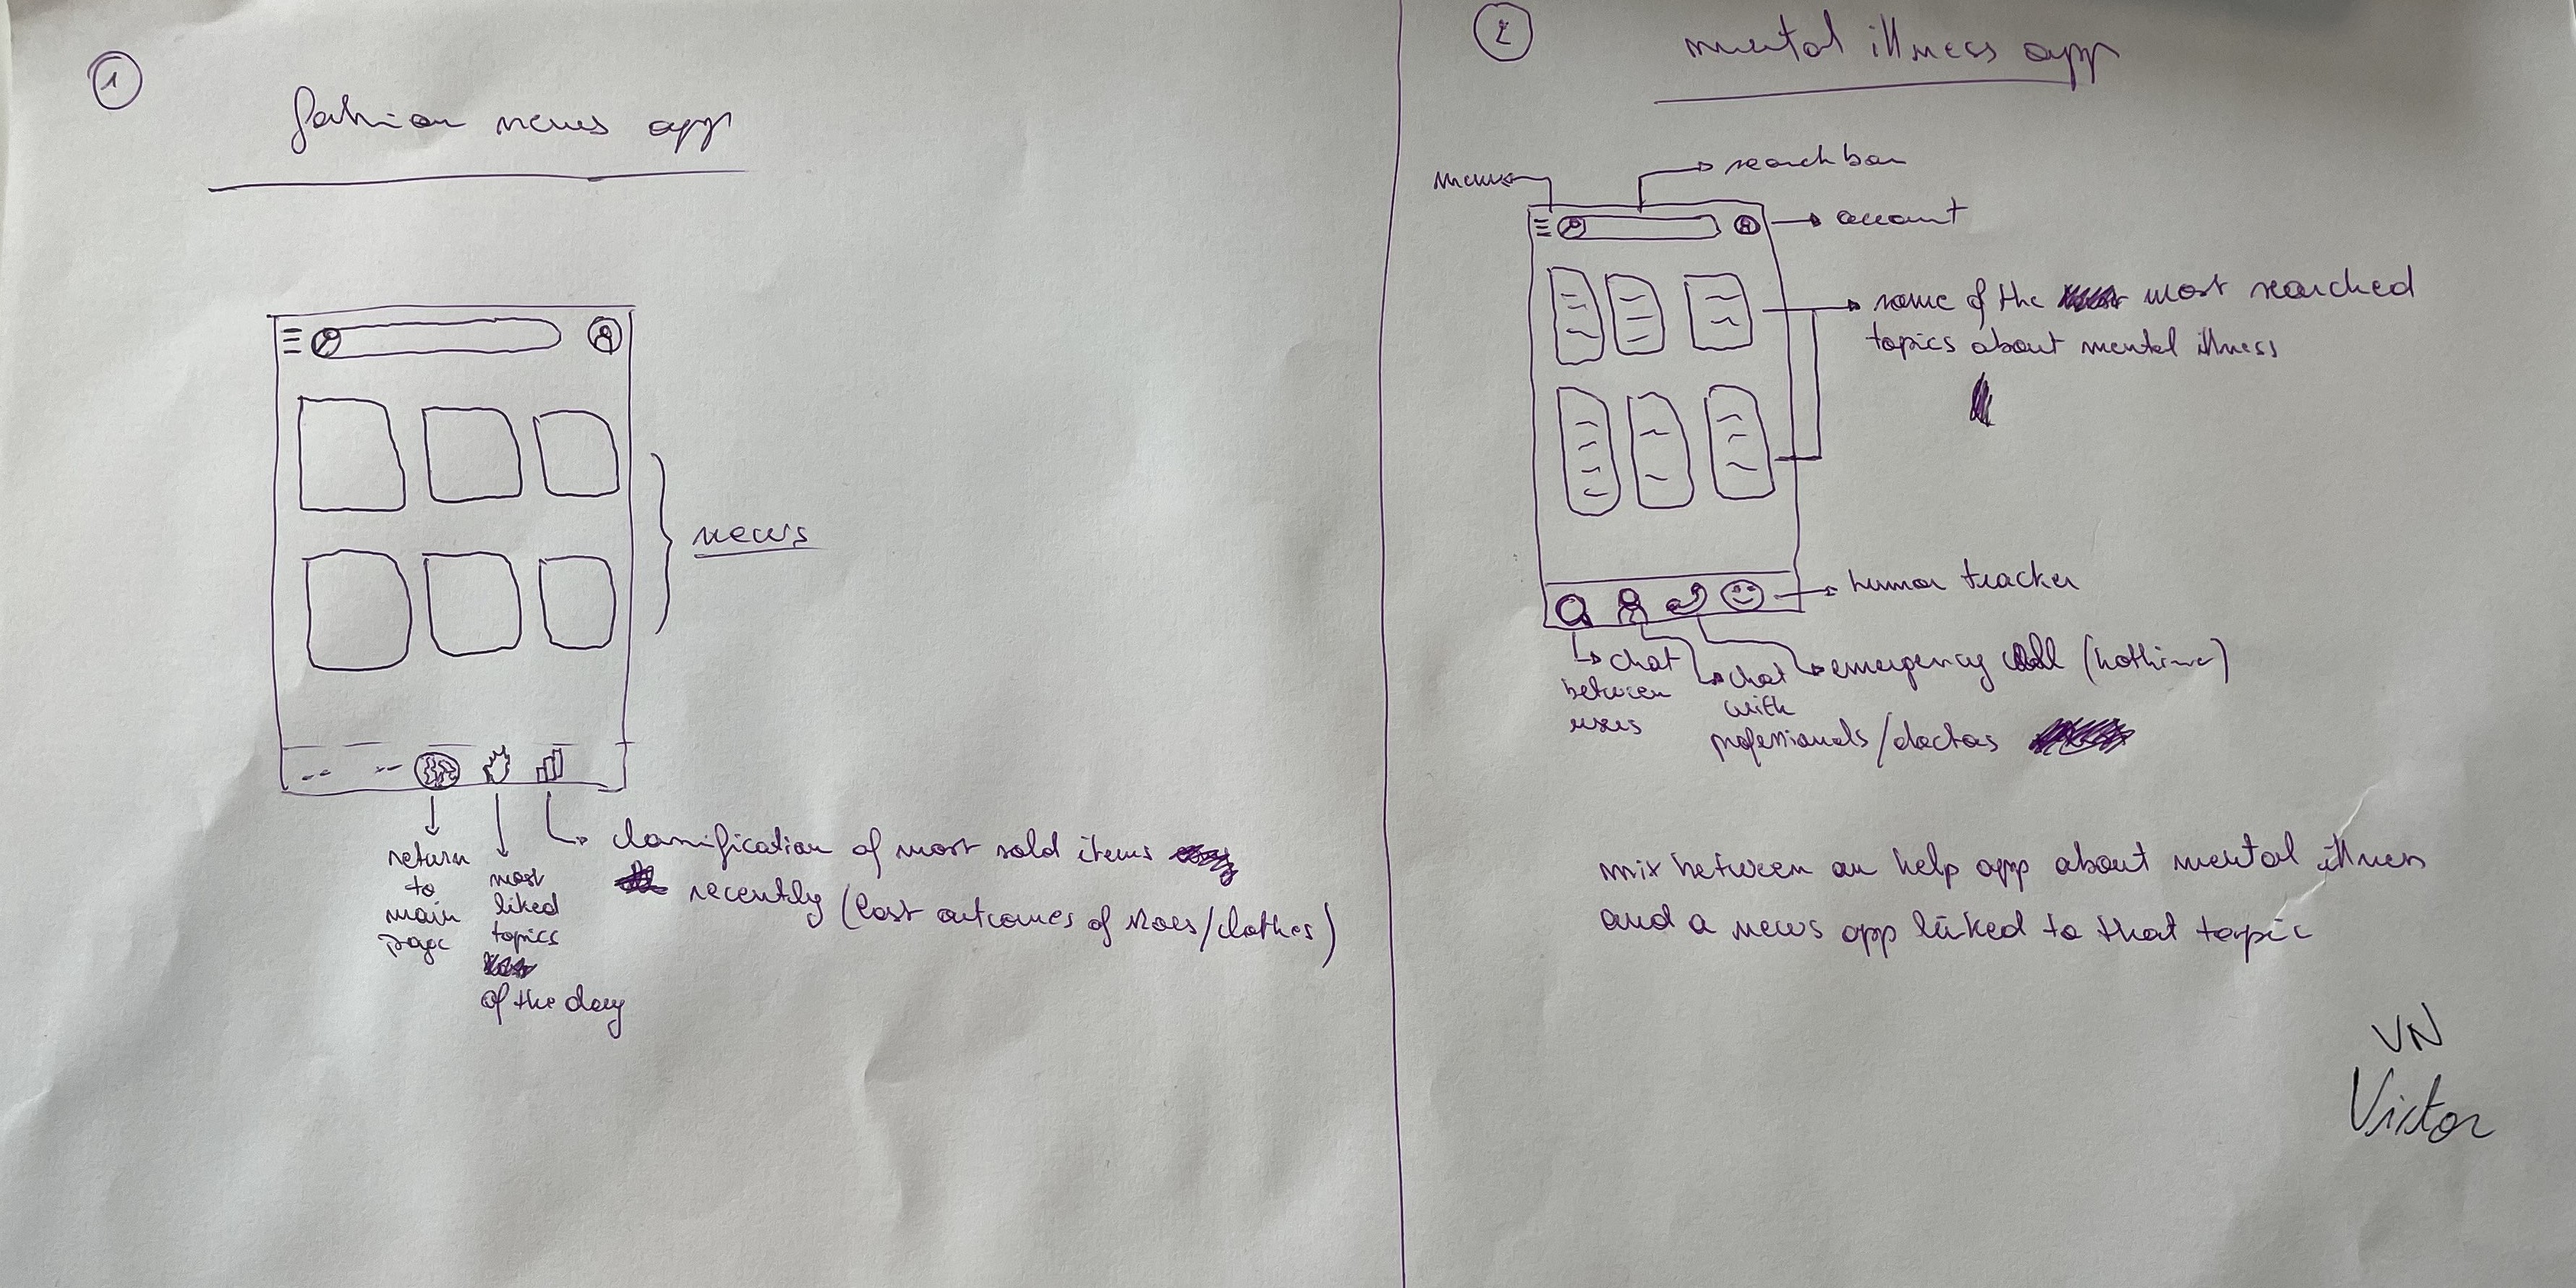 1
fashion news app
news
return
to
main
page
most
liked
topics
of the day
classification of most sold items
recently (last outcomes of shoes/clothes)
2
mental illness app
menu
search bar
account
some of the most searched
topics about mental illness
humor tracker
chat
between
users
chat
with
professionals/doctors
emergency call (hotline)
mix between an help app about mental illness
and a news app linked to that topic
VN
Victor